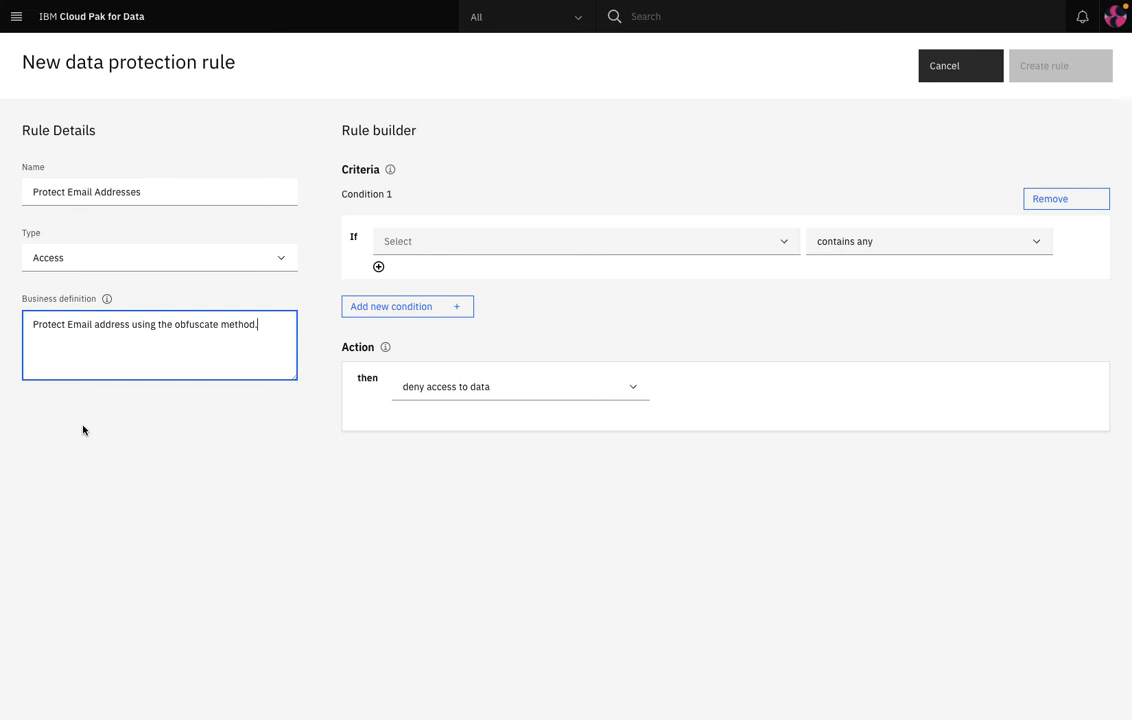 IBM Cloud Pak for Data
All
Search
New data protection rule
Cancel
Create rule
Rule Details
Name
Protect Email Addresses
Type
Access
Business definition
Protect Email address using the obfuscate method.
Rule builder
Criteria
Condition 1
Remove
If
Select
contains any
Add new condition +
Action
then
deny access to data